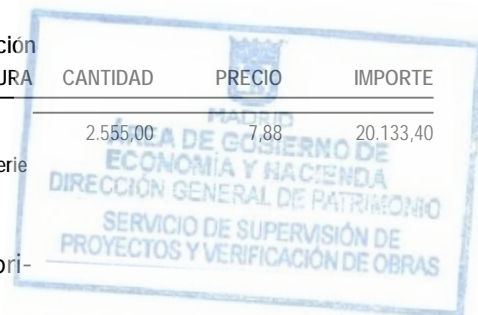 ción
URA CANTIDAD PRECIO IMPORTE
MADRID
2.555,00 7,88 20.133,40
ÁREA DE GOBIERNO DE
ECONOMÍA Y HACIENDA
erie
DIRECCIÓN GENERAL DE PATRIMONIO
SERVICIO DE SUPERVISIÓN DE
PROYECTOS Y VERIFICACIÓN DE OBRAS
ori-